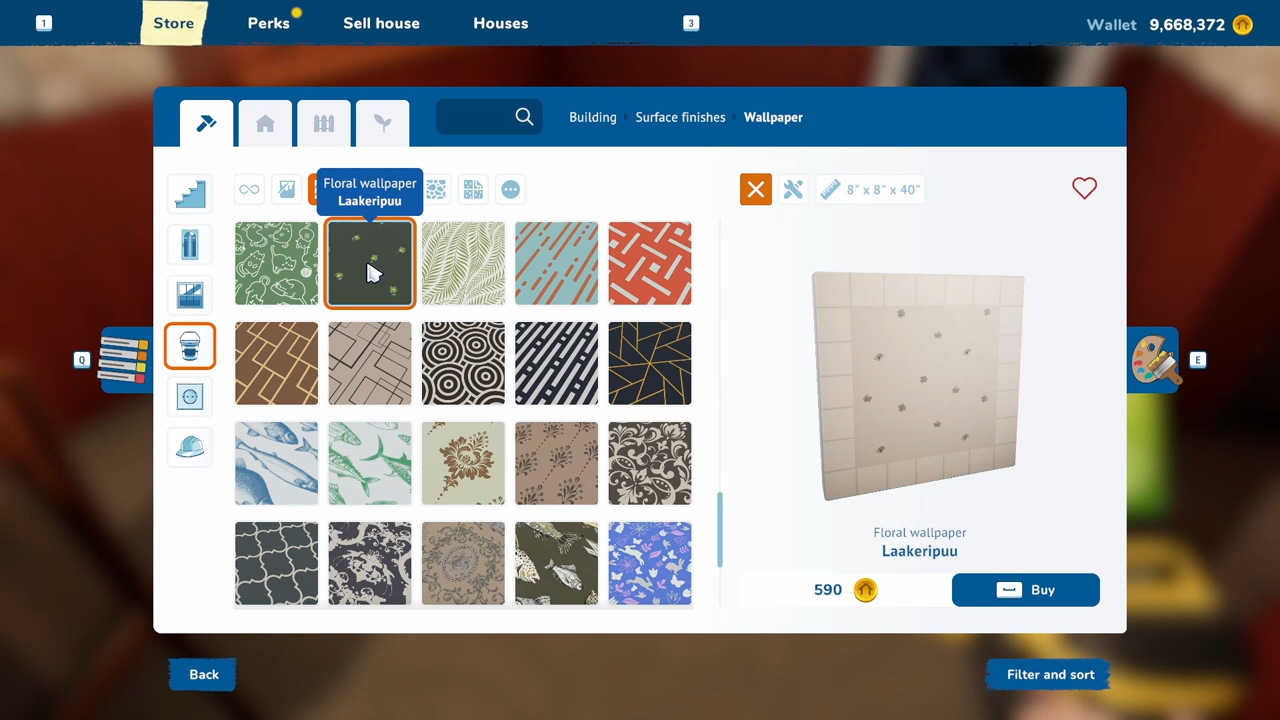 1
Store
Perks
Sell house
Houses
3
Wallet 9,668,372
Building
Surface finishes
Wallpaper
Floral wallpaper
Laakeripuu
8" x 8" x 40"
Q
E
Floral wallpaper
Laakeripuu
590
Buy
Back
Filter and sort